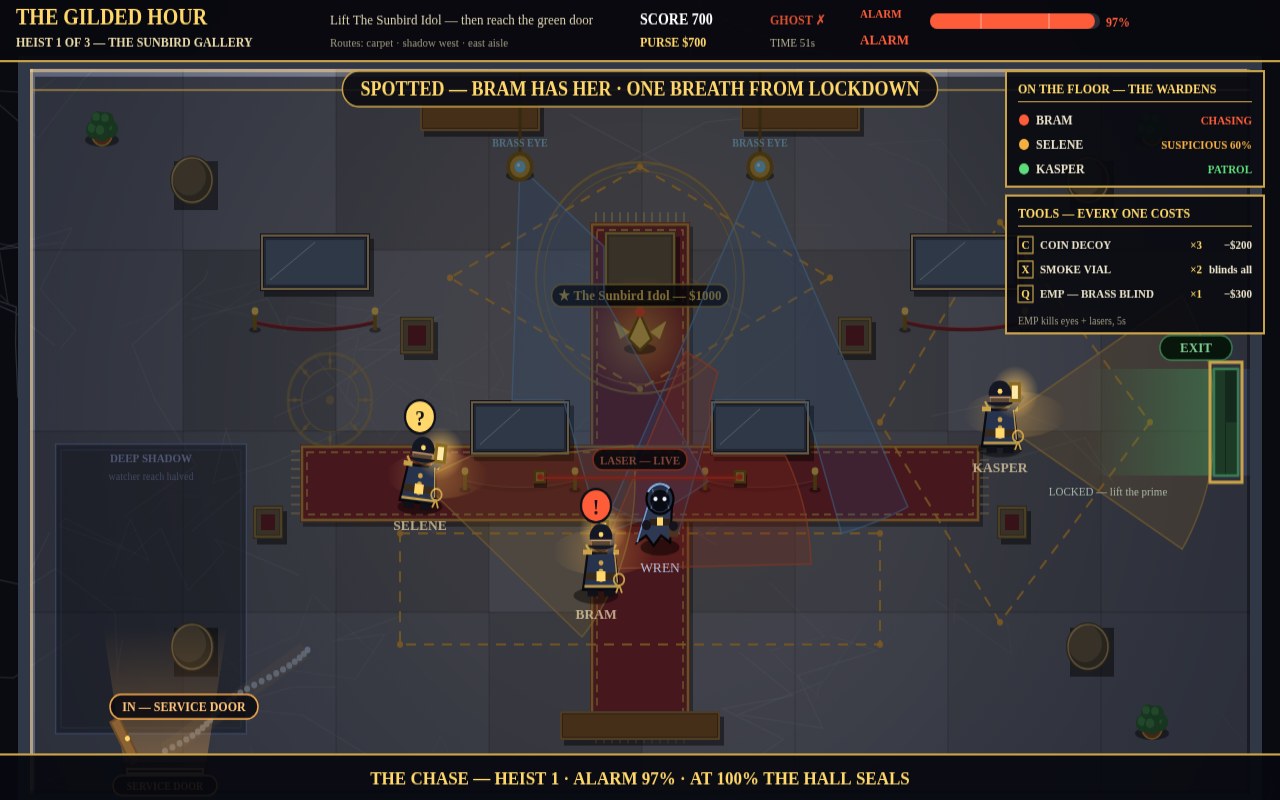 THE GILDED HOUR
HEIST 1 OF 3 — THE SUNBIRD GALLERY
Lift The Sunbird Idol — then reach the green door
Routes: carpet · shadow west · east aisle
SCORE 700
PURSE $700
GHOST ✗
TIME 51s
ALARM
ALARM
97%
SPOTTED — BRAM HAS HER · ONE BREATH FROM LOCKDOWN
ON THE FLOOR — THE WARDENS
BRAM CHASING
SELENE SUSPICIOUS 60%
KASPER PATROL
TOOLS — EVERY ONE COSTS
C COIN DECOY ×3 −$200
X SMOKE VIAL ×2 blinds all
Q EMP — BRASS BLIND ×1 −$300
EMP kills eyes + lasers, 5s
BRASS EYE
BRASS EYE
★ The Sunbird Idol — $1000
EXIT
?
DEEP SHADOW
watcher reach halved
LASER — LIVE
KASPER
LOCKED — lift the prime
!
SELENE
WREN
BRAM
IN — SERVICE DOOR
SERVICE DOOR
THE CHASE — HEIST 1 · ALARM 97% · AT 100% THE HALL SEALS